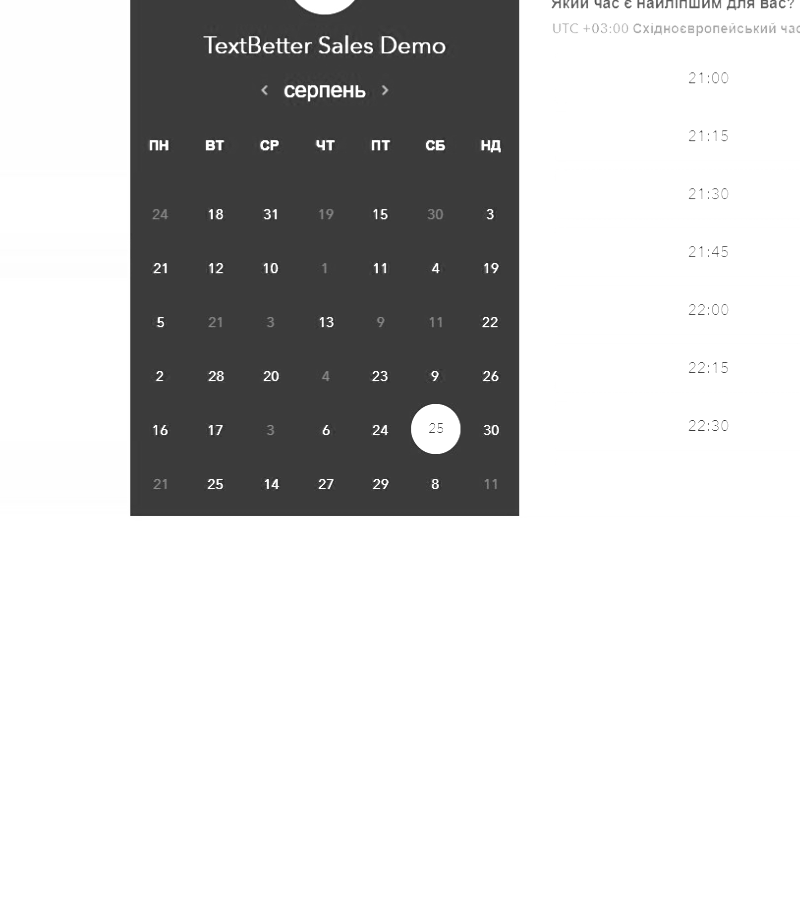 TextBetter Sales Demo
‹ серпень ›
ПН ВТ СР ЧТ ПТ СБ НД
24 18 31 19 15 30 3
21 12 10 1 11 4 19
5 21 3 13 9 11 22
2 28 20 4 23 9 26
16 17 3 6 24 25 30
21 25 14 27 29 8 11
Який час є найліпшим для вас?
UTC +03:00 Східноєвропейський час
21:00
21:15
21:30
21:45
22:00
22:15
22:30